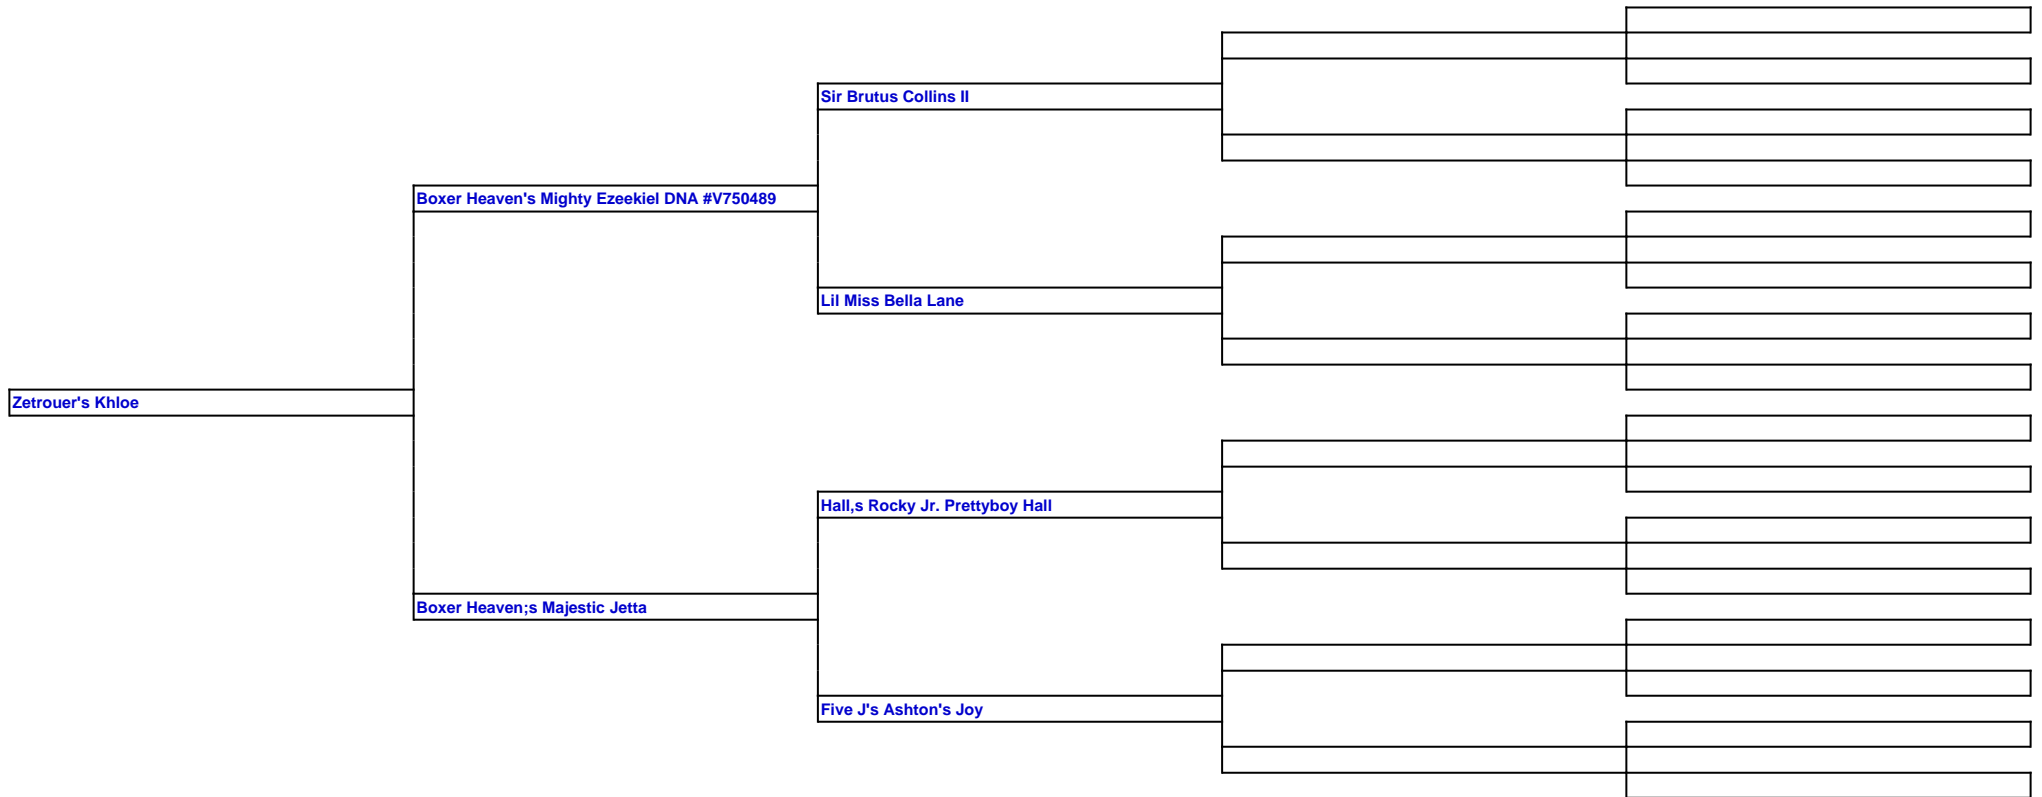 Sir Brutus Collins II
Boxer Heaven's Mighty Ezeekiel DNA #V750489
Lil Miss Bella Lane
Zetrouer's Khloe
Hall,s Rocky Jr. Prettyboy Hall
Boxer Heaven;s Majestic Jetta
Five J's Ashton's Joy